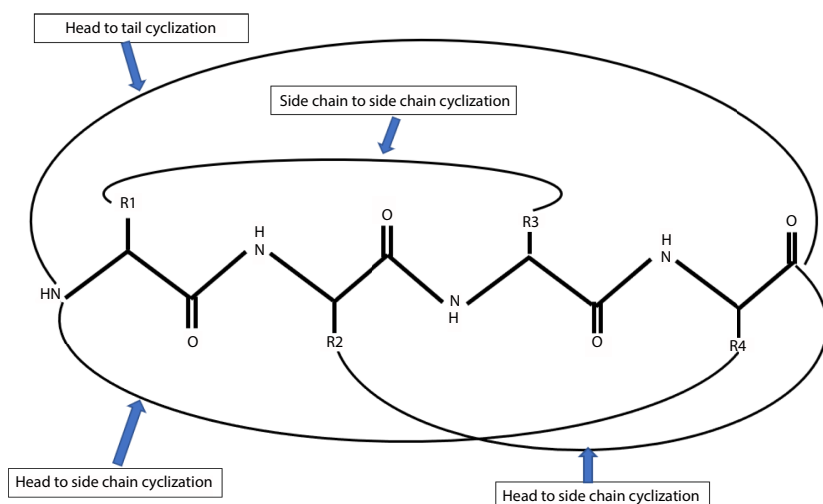 Head to tail cyclization
Side chain to side chain cyclization
R1
R3
O
O
H
N
H
N
HN
N
H
O
R2
O
R4
Head to side chain cyclization
Head to side chain cyclization